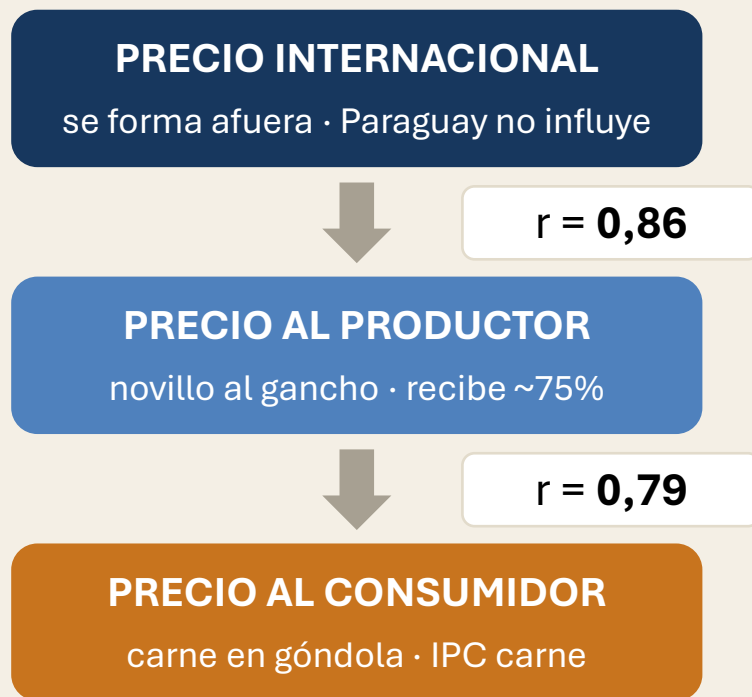 PRECIO INTERNACIONAL
se forma afuera · Paraguay no influye
r = 0,86
PRECIO AL PRODUCTOR
novillo al gancho · recibe ~75%
r = 0,79
PRECIO AL CONSUMIDOR
carne en góndola · IPC carne